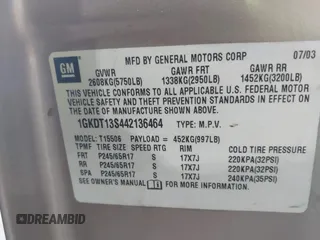 GM MFD BY GENERAL MOTORS CORP 07/03
GVWR GAWR FRT GAWR RR
2608KG(5750LB) 1338KG(2950LB) 1452KG(3200LB)
THIS VEHICLE CONFORMS TO ALL APPLICABLE U.S. FEDERAL MOTOR
VEHICLE SAFETY AND THEFT PREVENTION STANDARDS IN EFFECT ON
THE DATE OF MANUFACTURE SHOWN ABOVE.
1GKDT13S442136464 TYPE: M.P.V.
MODEL: T15506 PAYLOAD = 452KG(997LB)
TPMF TIRE SIZE SPEED RTG RIM COLD TIRE PRESSURE
FRT P245/65R17 S 17X7J 220KPA(32PSI)
RR P245/65R17 S 17X7J 220KPA(32PSI)
SPA P245/65R17 S 17X7J 240KPA(35PSI)
SEE OWNER'S MANUAL FOR ADDITIONAL INFORMATION